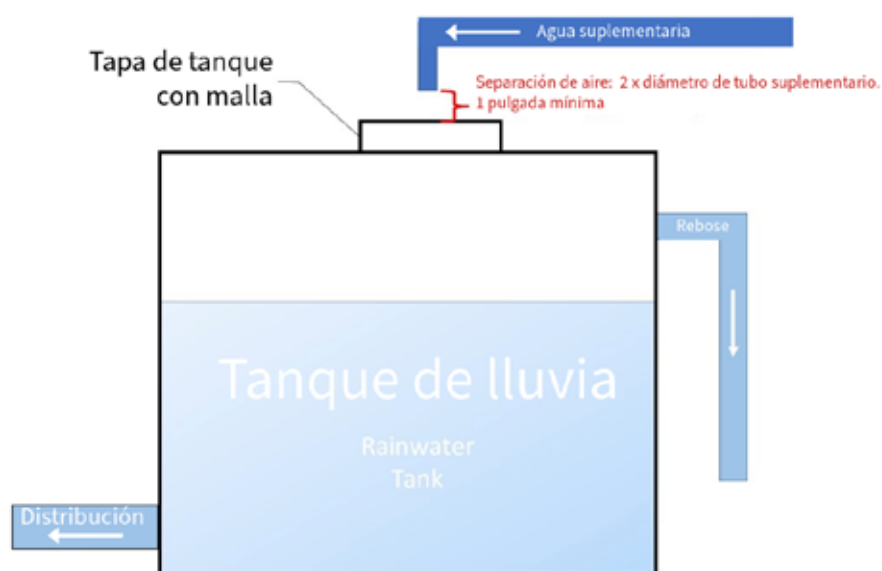 Agua suplementaria
Tapa de tanque
con malla
Separación de aire: 2 x diámetro de tubo suplementario.
1 pulgada mínima
Rebose
Tanque de lluvia
Rainwater
Tank
Distribución